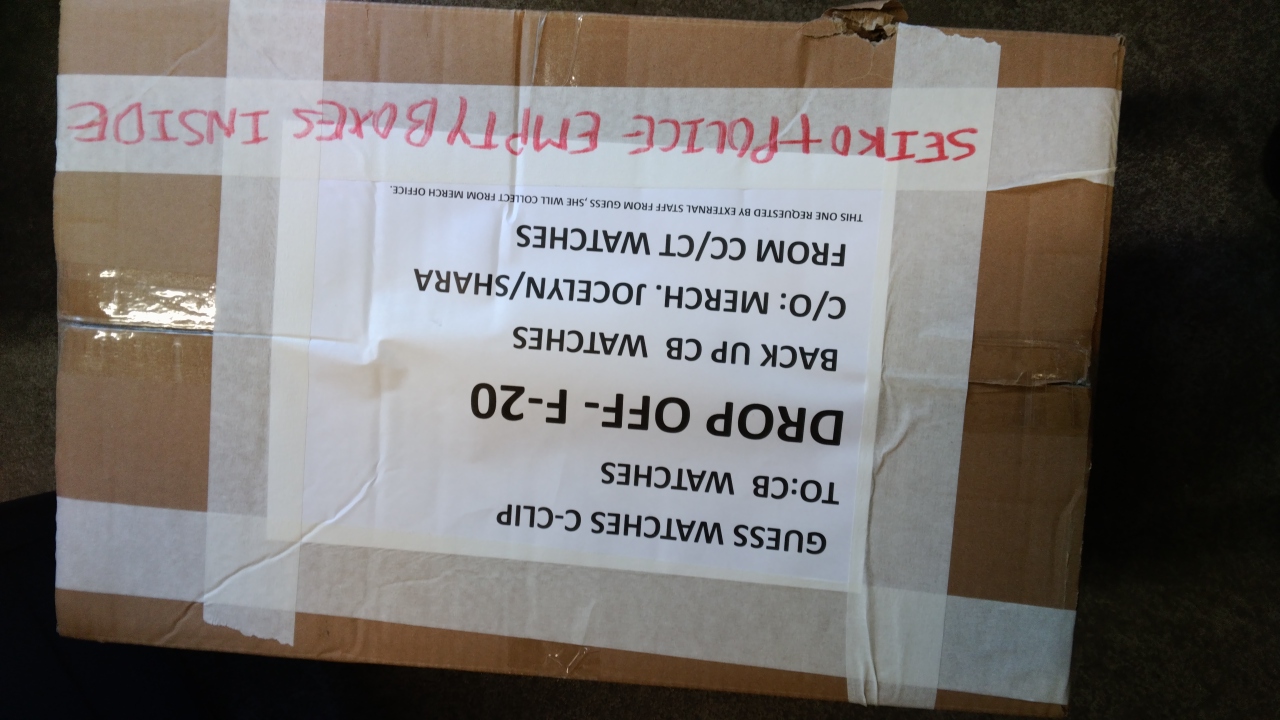 GUESS WATCHES C-CLIP
TO:CB WATCHES
DROP OFF- F-20
BACK UP CB WATCHES
C/O: MERCH. JOCELYN/SHARA
FROM CC/CT WATCHES
THIS ONE REQUESTED BY EXTERNAL STAFF FROM GUESS ,SHE WILL COLLECT FROM MERCH OFFICE.
SEIKO+POLICE EMPTY BOXES INSIDE